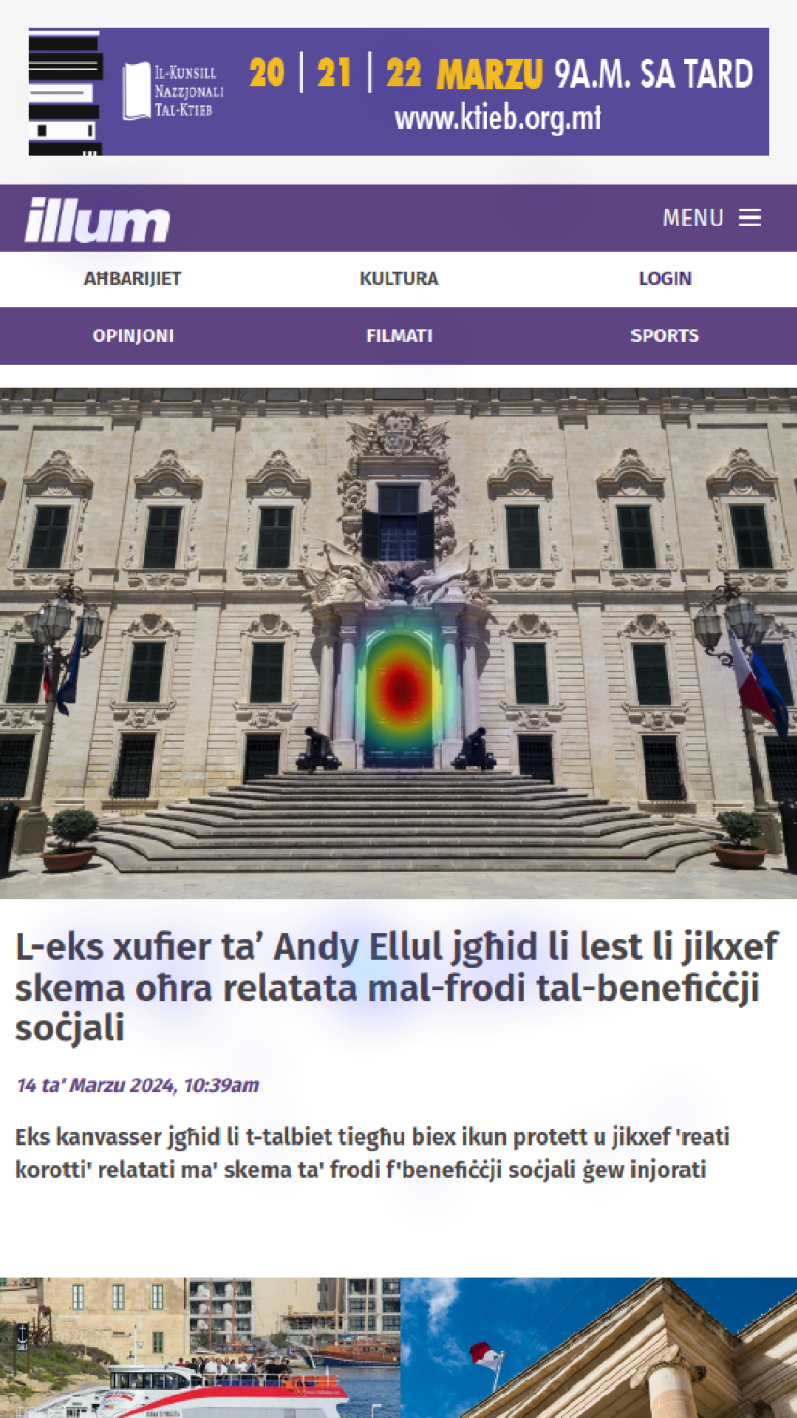 IL-KUNSILL
NAZZJONALI
TAL-KTIEB
20 | 21 | 22 MARZU 9A.M. SA TARD
www.ktieb.org.mt
illum
MENU
AĦBARIJIET KULTURA LOGIN
OPINJONI FILMATI SPORTS
L-eks xufier ta’ Andy Ellul jgħid li lest li jikxef
skema oħra relatata mal-frodi tal-benefiċċji
soċjali
14 ta' Marzu 2024, 10:39am
Eks kanvasser jgħid li t-talbiet tiegħu biex ikun protett u jikxef 'reati
korotti' relatati ma' skema ta' frodi f'benefiċċji soċjali ġew injorati